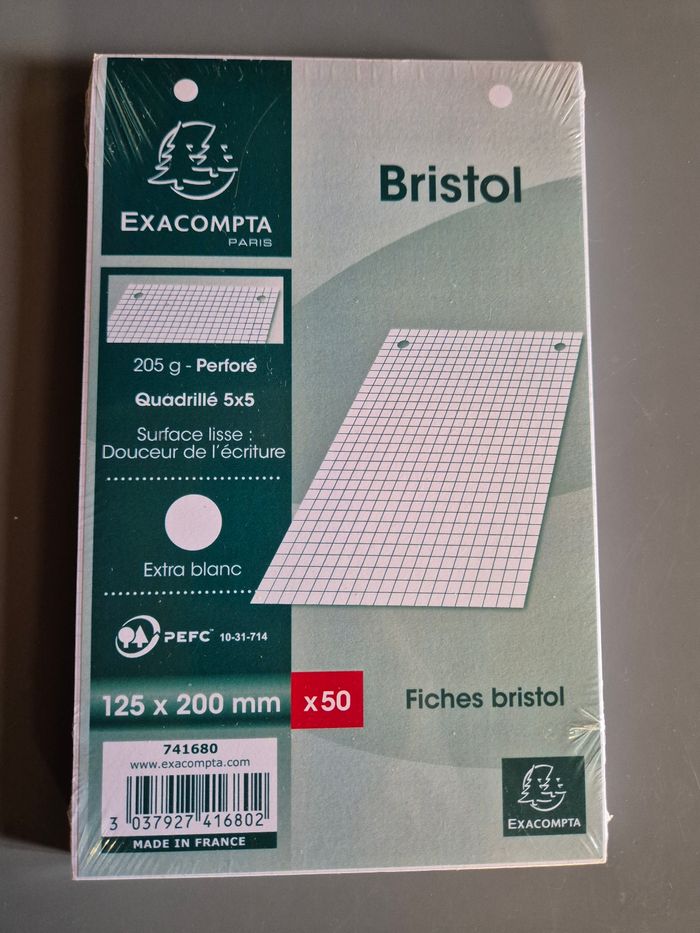 EXACOMPTA
PARIS
Bristol
205 g - Perforé
Quadrillé 5x5
Surface lisse :
Douceur de l'écriture
Extra blanc
PEFC™ 10-31-714
125 x 200 mm x50
Fiches bristol
741680
www.exacompta.com
3 037927 416802
MADE IN FRANCE
EXACOMPTA